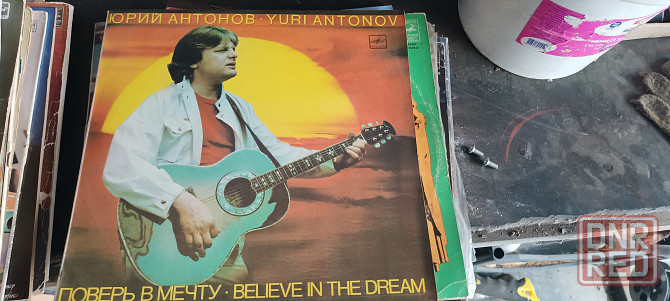 ЮРИЙ АНТОНОВ · YURI ANTONOV
ПОВЕРЬ В МЕЧТУ · BELIEVE IN THE DREAM
DNR
RED